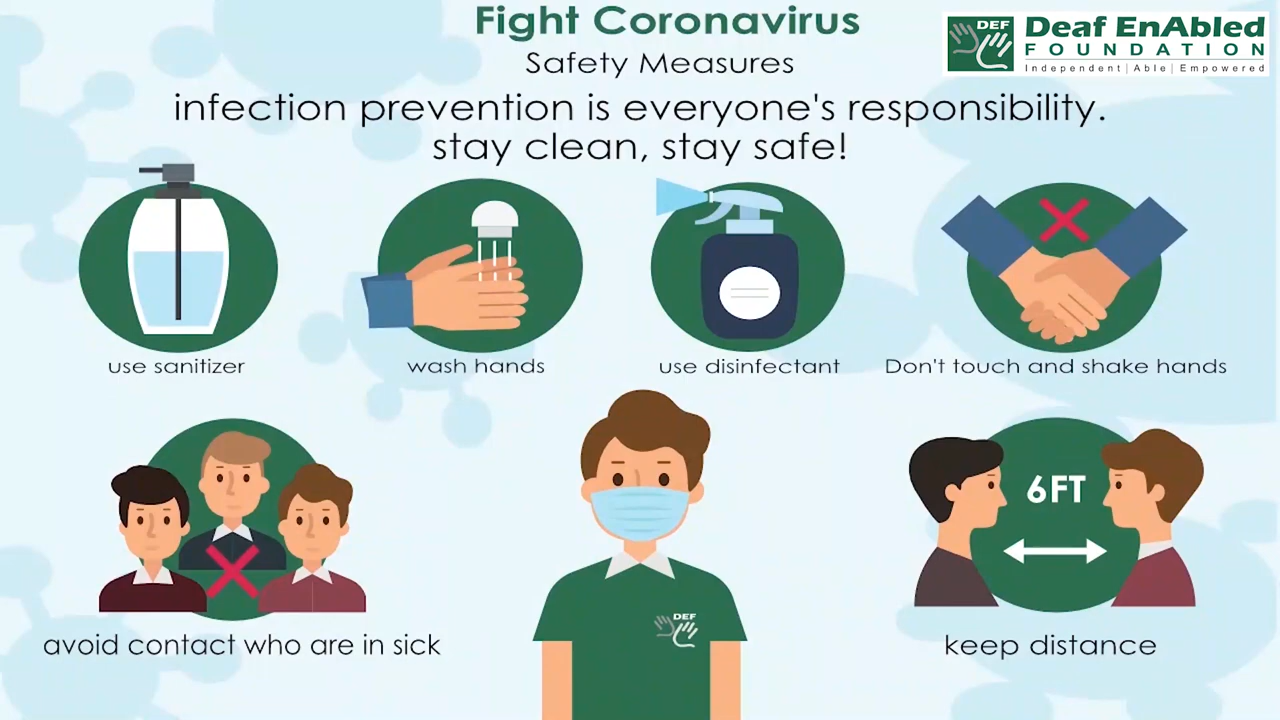 Fight Coronavirus
Safety Measures
DEF
Deaf EnAbled
FOUNDATION
Independent | Able | Empowered
infection prevention is everyone's responsibility.
stay clean, stay safe!
use sanitizer
wash hands
use disinfectant
Don't touch and shake hands
6FT
DEF
avoid contact who are in sick
keep distance